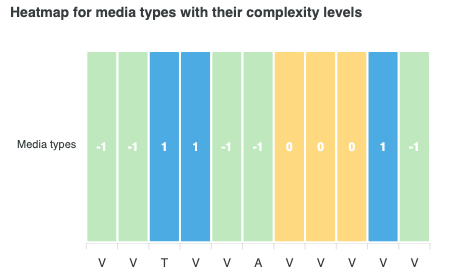 Heatmap for media types with their complexity levels
Media types -1 -1 1 1 -1 -1 0 0 0 1 -1
V V T V V A V V V V V